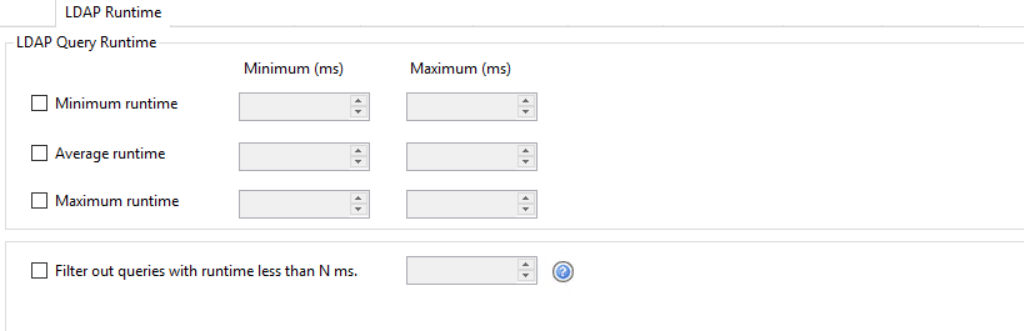 LDAP Runtime
LDAP Query Runtime
Minimum (ms) Maximum (ms)
Minimum runtime
Average runtime
Maximum runtime
Filter out queries with runtime less than N ms. ?